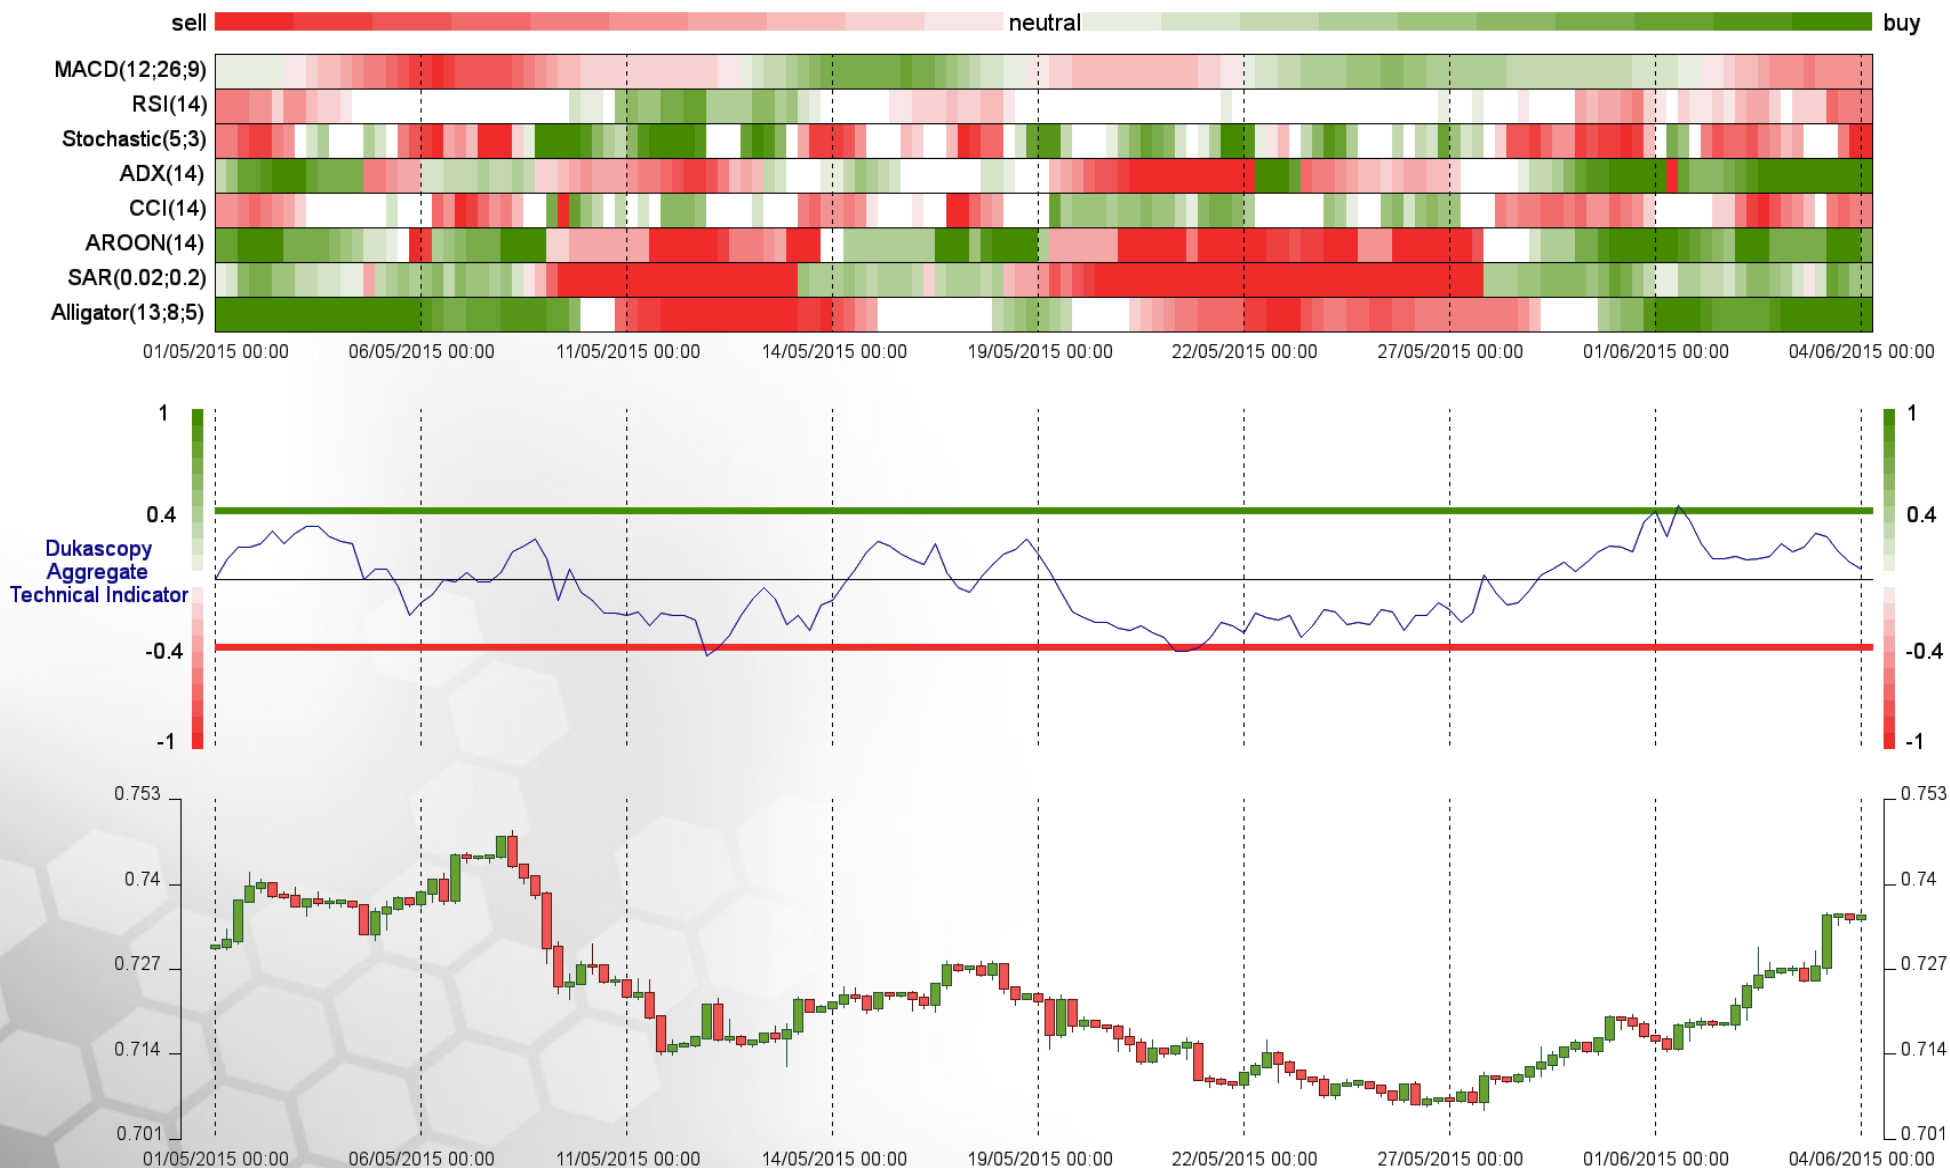 sell neutral buy
MACD(12;26;9)
RSI(14)
Stochastic(5;3)
ADX(14)
CCI(14)
AROON(14)
SAR(0.02;0.2)
Alligator(13;8;5)
01/05/2015 00:00 06/05/2015 00:00 11/05/2015 00:00 14/05/2015 00:00 19/05/2015 00:00 22/05/2015 00:00 27/05/2015 00:00 01/06/2015 00:00 04/06/2015 00:00
1 1
0.4 0.4
Dukascopy
Aggregate
Technical Indicator
-0.4 -0.4
-1 -1
0.753 0.753
0.74 0.74
0.727 0.727
0.714 0.714
0.701 0.701
01/05/2015 00:00 06/05/2015 00:00 11/05/2015 00:00 14/05/2015 00:00 19/05/2015 00:00 22/05/2015 00:00 27/05/2015 00:00 01/06/2015 00:00 04/06/2015 00:00